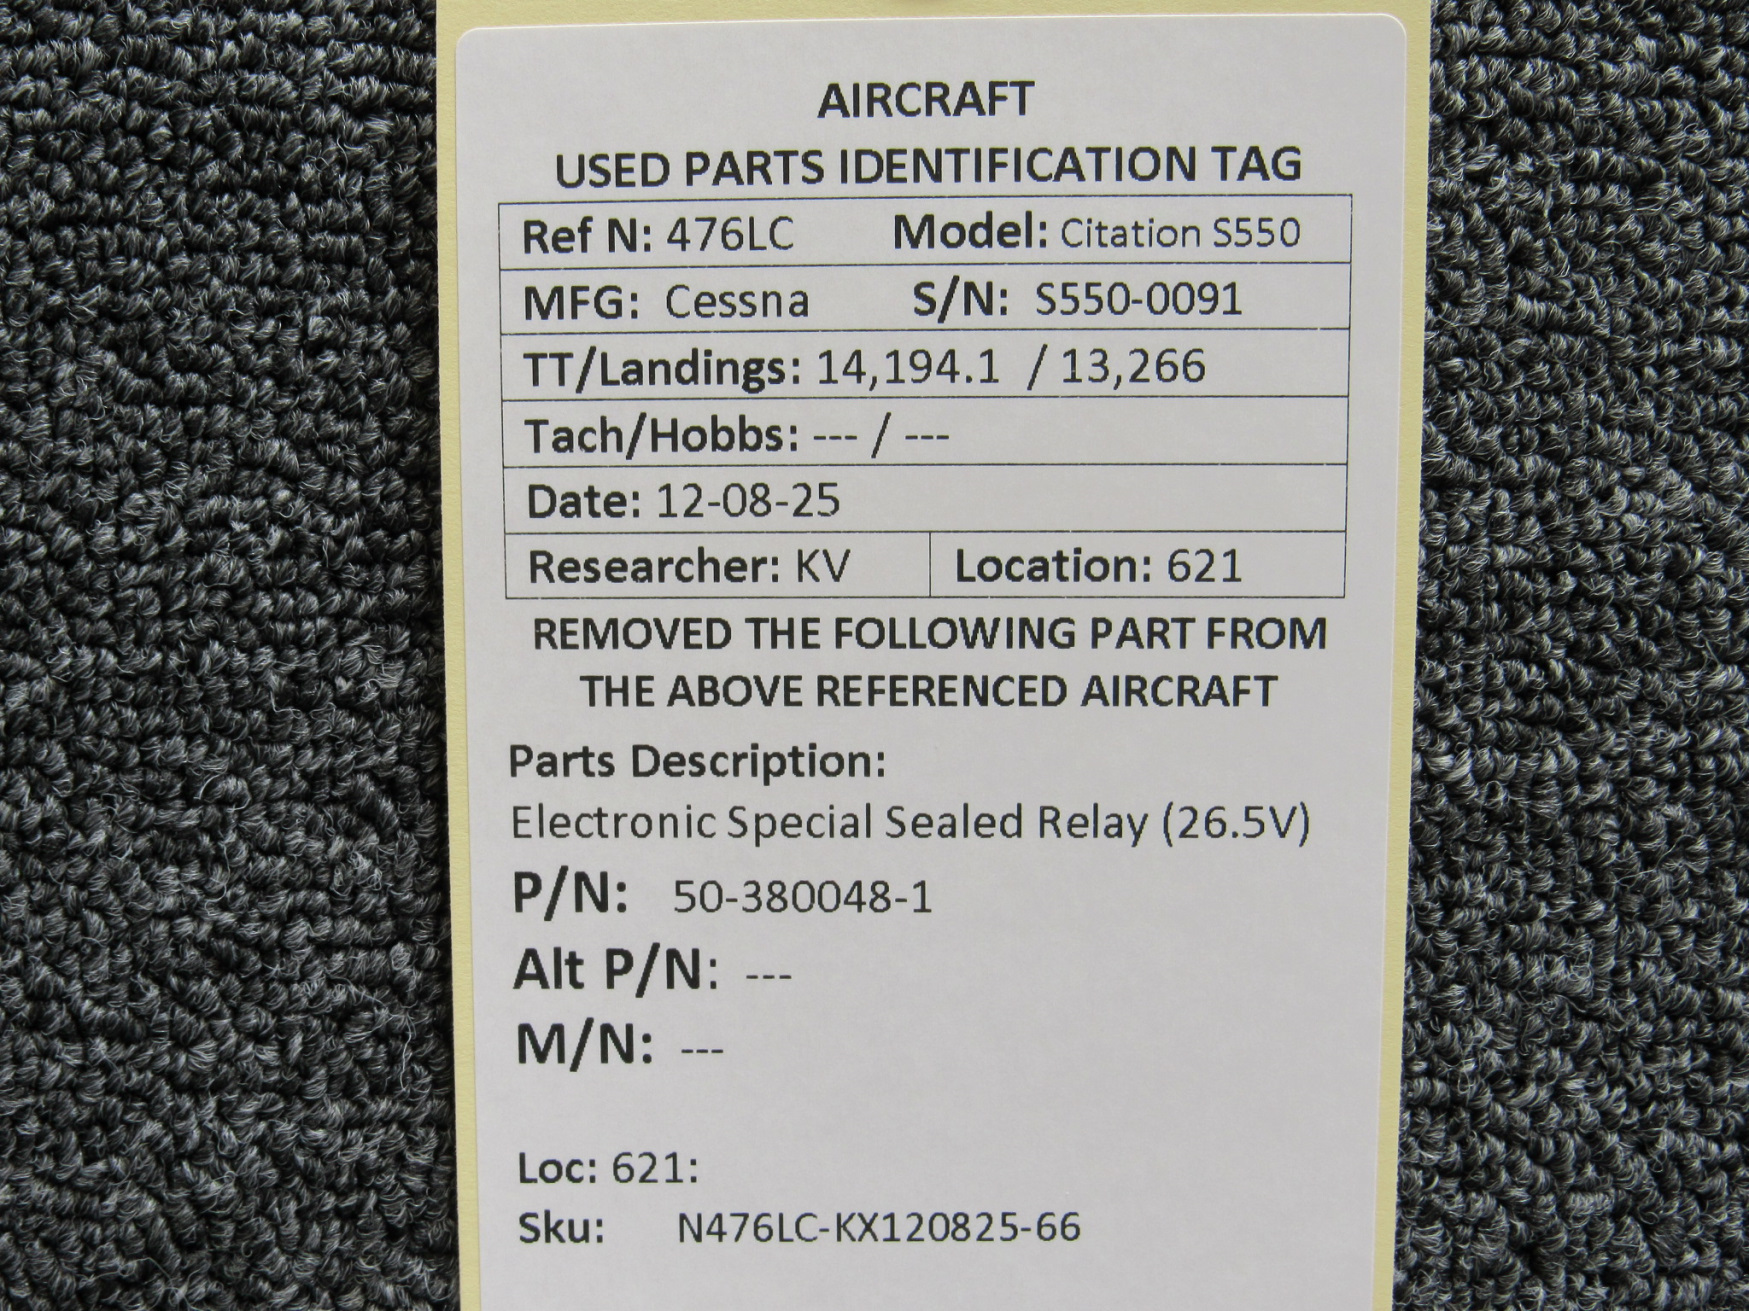 AIRCRAFT
USED PARTS IDENTIFICATION TAG
Ref N: 476LC Model: Citation S550
MFG: Cessna S/N: S550-0091
TT/Landings: 14,194.1 / 13,266
Tach/Hobbs: --- / ---
Date: 12-08-25
Researcher: KV Location: 621
REMOVED THE FOLLOWING PART FROM
THE ABOVE REFERENCED AIRCRAFT
Parts Description:
Electronic Special Sealed Relay (26.5V)
P/N: 50-380048-1
Alt P/N: ---
M/N: ---
Loc: 621:
Sku: N476LC-KX120825-66